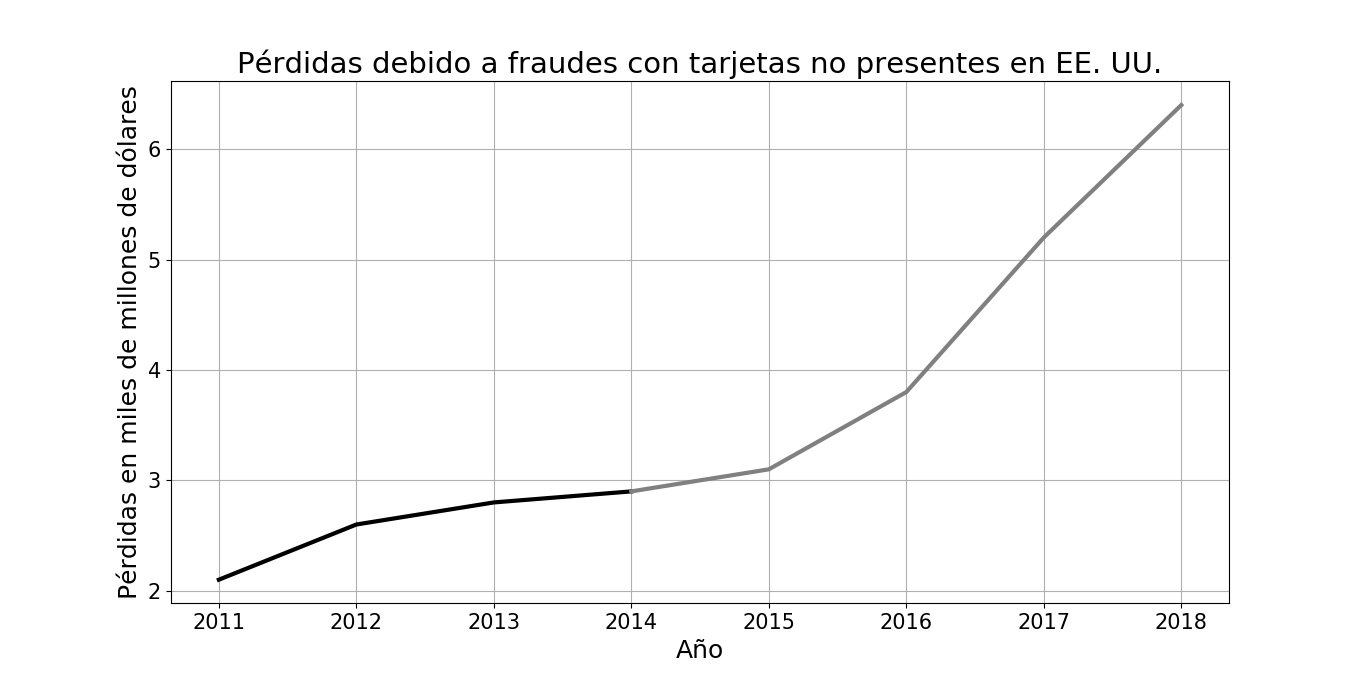 Pérdidas debido a fraudes con tarjetas no presentes en EE. UU.
Pérdidas en miles de millones de dólares
6
5
4
3
2
2011 2012 2013 2014 2015 2016 2017 2018
Año